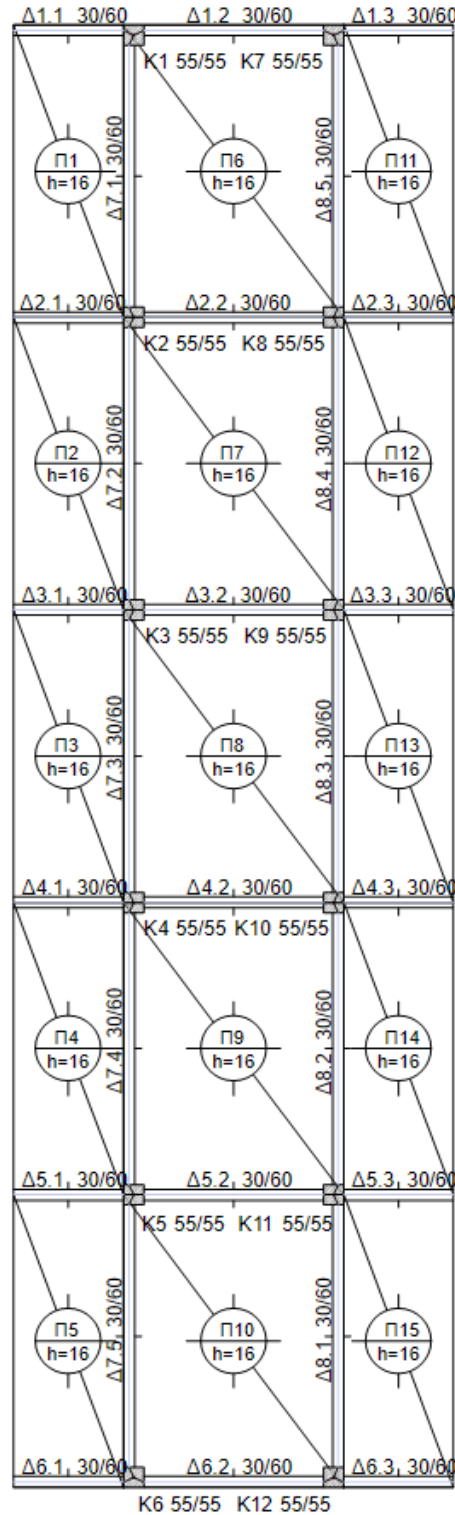 Δ1.1 30/60 Δ1.2 30/60 Δ1.3 30/60
K1 55/55 K7 55/55
Π1 Δ7.1 30/60 Π6 Δ8.5 30/60 Π11
h=16 h=16 h=16
Δ2.1 30/60 Δ2.2 30/60 Δ2.3 30/60
K2 55/55 K8 55/55
Π2 Δ7.2 30/60 Π7 Δ8.4 30/60 Π12
h=16 h=16 h=16
Δ3.1 30/60 Δ3.2 30/60 Δ3.3 30/60
K3 55/55 K9 55/55
Π3 Δ7.3 30/60 Π8 Δ8.3 30/60 Π13
h=16 h=16 h=16
Δ4.1 30/60 Δ4.2 30/60 Δ4.3 30/60
K4 55/55 K10 55/55
Π4 Δ7.4 30/60 Π9 Δ8.2 30/60 Π14
h=16 h=16 h=16
Δ5.1 30/60 Δ5.2 30/60 Δ5.3 30/60
K5 55/55 K11 55/55
Π5 Δ7.5 30/60 Π10 Δ8.1 30/60 Π15
h=16 h=16 h=16
Δ6.1 30/60 Δ6.2 30/60 Δ6.3 30/60
K6 55/55 K12 55/55